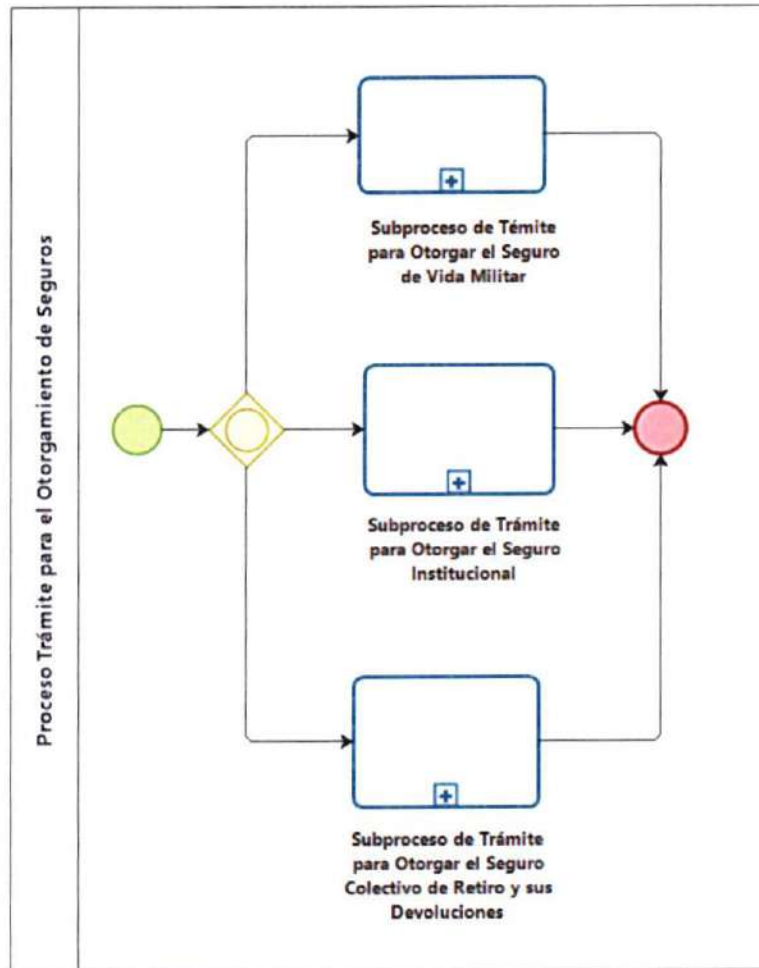 Proceso Trámite para el Otorgamiento de Seguros
Subproceso de Témite
para Otorgar el Seguro
de Vida Militar
Subproceso de Trámite
para Otorgar el Seguro
Institucional
Subproceso de Trámite
para Otorgar el Seguro
Colectivo de Retiro y sus
Devoluciones